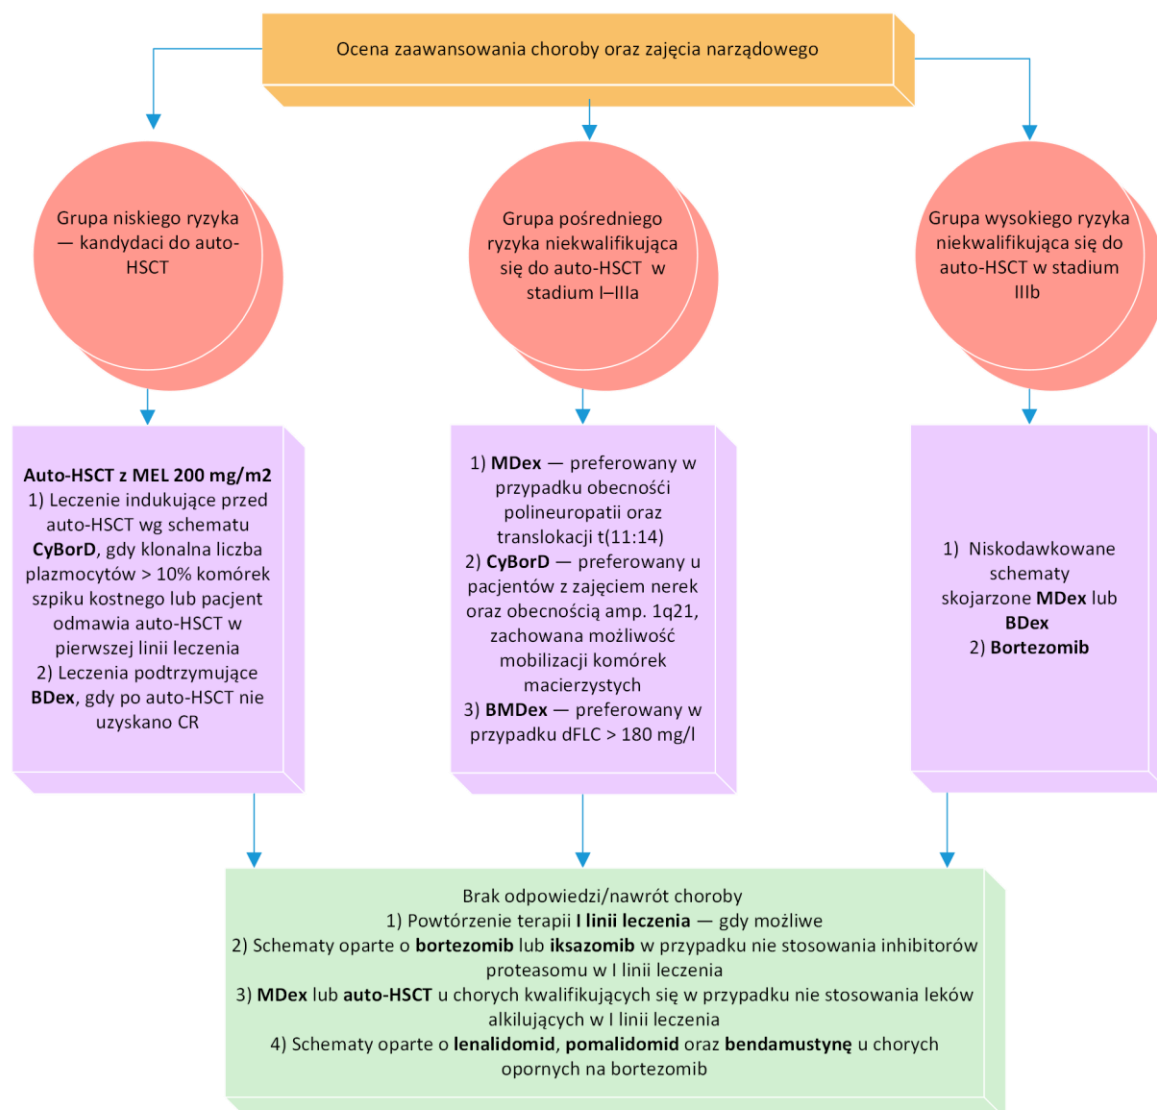 Ocena zaawansowania choroby oraz zajęcia narządowego
Grupa niskiego ryzyka
— kandydaci do auto-
HSCT
Grupa pośredniego
ryzyka niekwalifikująca
się do auto-HSCT w
stadium I–IIIa
Grupa wysokiego ryzyka
niekwalifikująca się do
auto-HSCT w stadium
IIIb
Auto-HSCT z MEL 200 mg/m2
1) Leczenie indukujące przed
auto-HSCT wg schematu
CyBorD, gdy klonalna liczba
plazmocytów > 10% komórek
szpiku kostnego lub pacjent
odmawia auto-HSCT w
pierwszej linii leczenia
2) Leczenia podtrzymujące
BDex, gdy po auto-HSCT nie
uzyskano CR
1) MDex — preferowany w
przypadku obecnośći
polineuropatii oraz
translokacji t(11:14)
2) CyBorD — preferowany u
pacjentów z zajęciem nerek
oraz obecnością amp. 1q21,
zachowana możliwość
mobilizacji komórek
macierzystych
3) BMDex — preferowany w
przypadku dFLC > 180 mg/l
1) Niskodawkowane
schematy
skojarzone MDex lub
BDex
2) Bortezomib
Brak odpowiedzi/nawrót choroby
1) Powtórzenie terapii I linii leczenia — gdy możliwe
2) Schematy oparte o bortezomib lub iksazomib w przypadku nie stosowania inhibitorów
proteasomu w I linii leczenia
3) MDex lub auto-HSCT u chorych kwalifikujących się w przypadku nie stosowania leków
alkilujących w I linii leczenia
4) Schematy oparte o lenalidomid, pomalidomid oraz bendamustynę u chorych
opornych na bortezomib